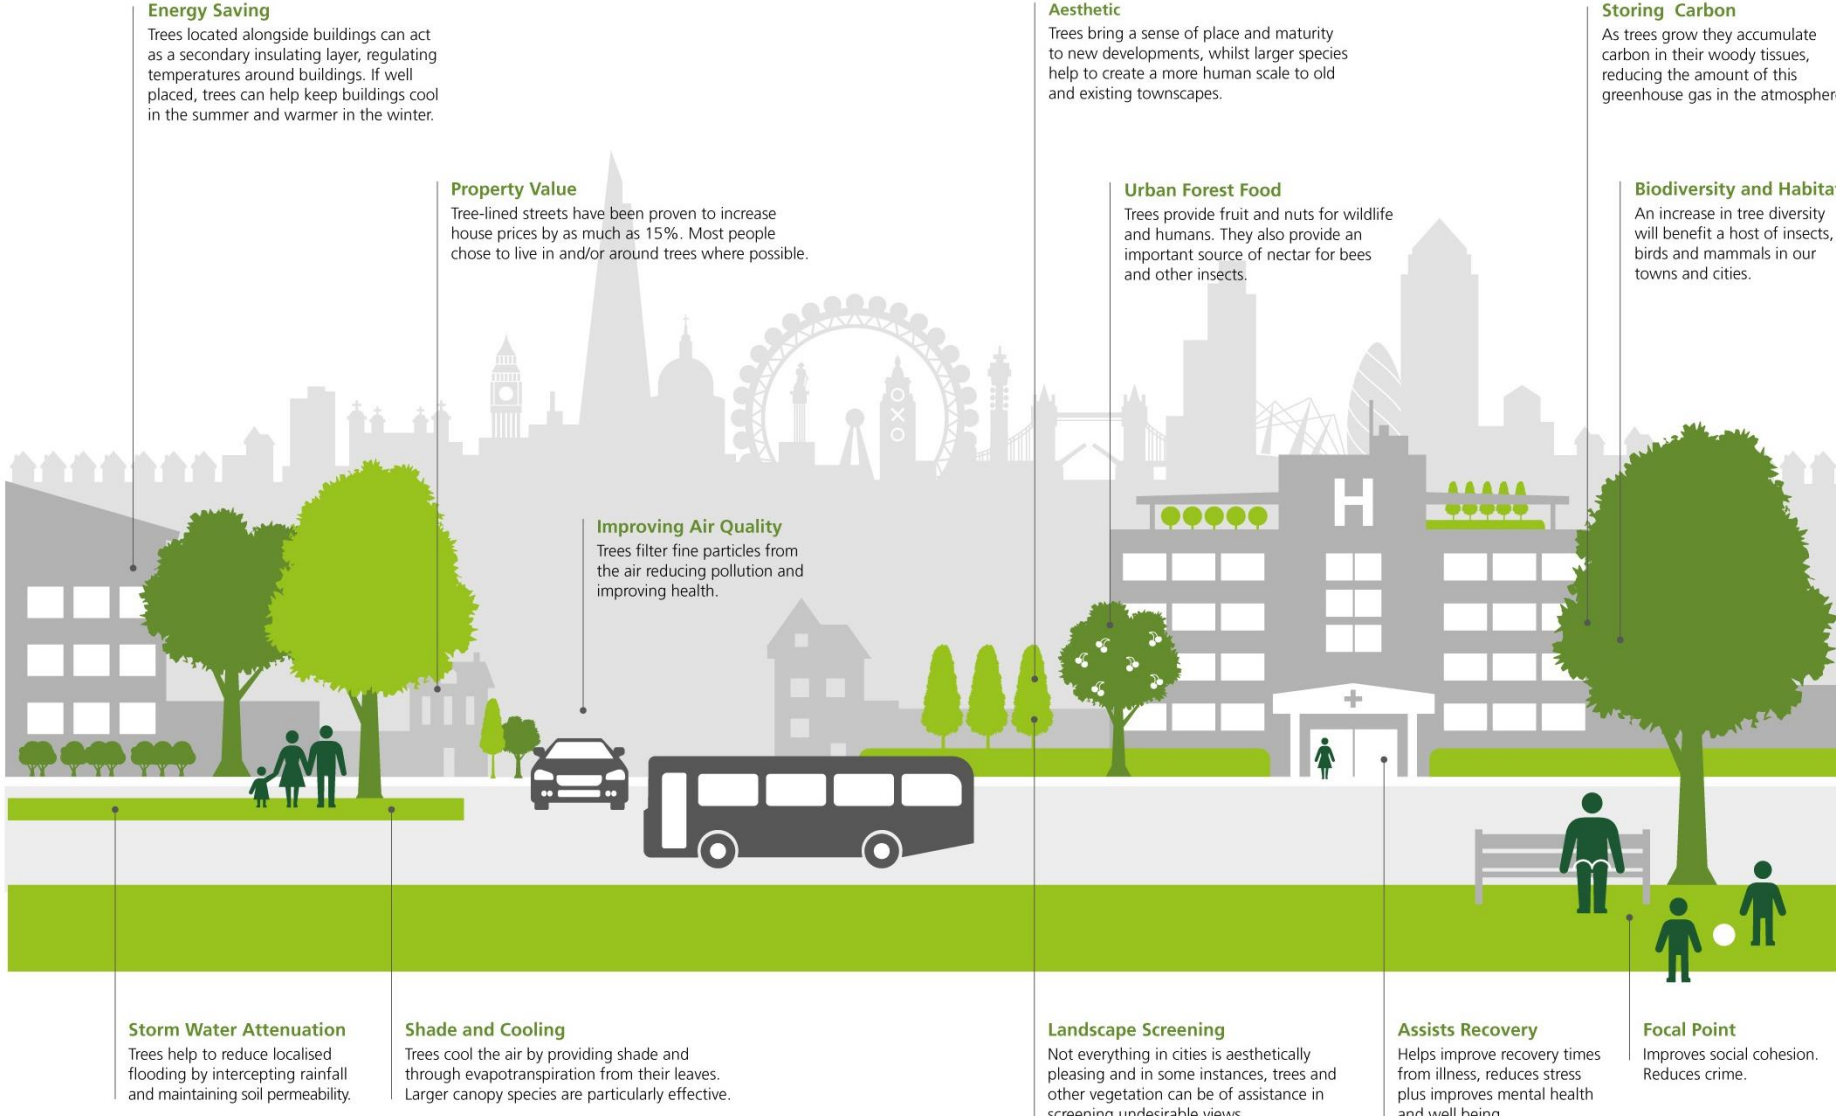 Energy Saving
Trees located alongside buildings can act
as a secondary insulating layer, regulating
temperatures around buildings. If well
placed, trees can help keep buildings cool
in the summer and warmer in the winter.
Aesthetic
Trees bring a sense of place and maturity
to new developments, whilst larger species
help to create a more human scale to old
and existing townscapes.
Storing Carbon
As trees grow they accumulate
carbon in their woody tissues,
reducing the amount of this
greenhouse gas in the atmospher
Property Value
Tree-lined streets have been proven to increase
house prices by as much as 15%. Most people
chose to live in and/or around trees where possible.
Urban Forest Food
Trees provide fruit and nuts for wildlife
and humans. They also provide an
important source of nectar for bees
and other insects.
Biodiversity and Habita
An increase in tree diversity
will benefit a host of insects,
birds and mammals in our
towns and cities.
OXO
H
Improving Air Quality
Trees filter fine particles from
the air reducing pollution and
improving health.
Storm Water Attenuation
Trees help to reduce localised
flooding by intercepting rainfall
and maintaining soil permeability.
Shade and Cooling
Trees cool the air by providing shade and
through evapotranspiration from their leaves.
Larger canopy species are particularly effective.
Landscape Screening
Not everything in cities is aesthetically
pleasing and in some instances, trees and
other vegetation can be of assistance in
screening undesirable views
Assists Recovery
Helps improve recovery times
from illness, reduces stress
plus improves mental health
and well being
Focal Point
Improves social cohesion.
Reduces crime.